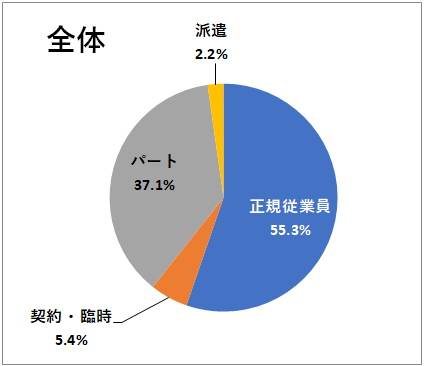 全体
派遣
2.2%
パート
37.1%
正規従業員
55.3%
契約・臨時
5.4%